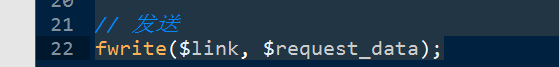 21 // 发送
22 fwrite($link, $request_data);